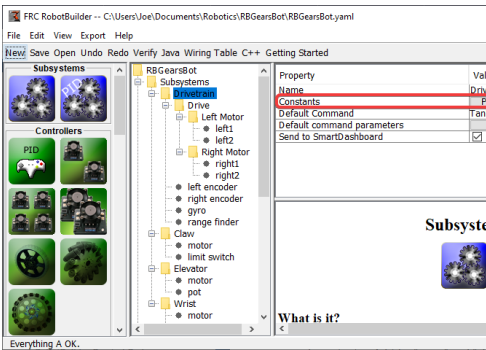 FRC RobotBuilder -- C:\Users\Joe\Documents\Robotics\RBGearsBot\RBGearsBot.yaml
File Edit View Export Help
New Save Open Undo Redo Verify Java Wiring Table C++ Getting Started
Subsystems
PID
Controllers
PID
RBGearsBot
Subsystems
Drivetrain
Drive
Left Motor
left1
left2
Right Motor
right1
right2
left encoder
right encoder
gyro
range finder
Claw
motor
limit switch
Elevator
motor
pot
Wrist
motor
Property Val
Name Driv
Constants P
Default Command Tan
Default command parameters
Send to SmartDashboard
Subsyste
What is it?
Everything A OK.